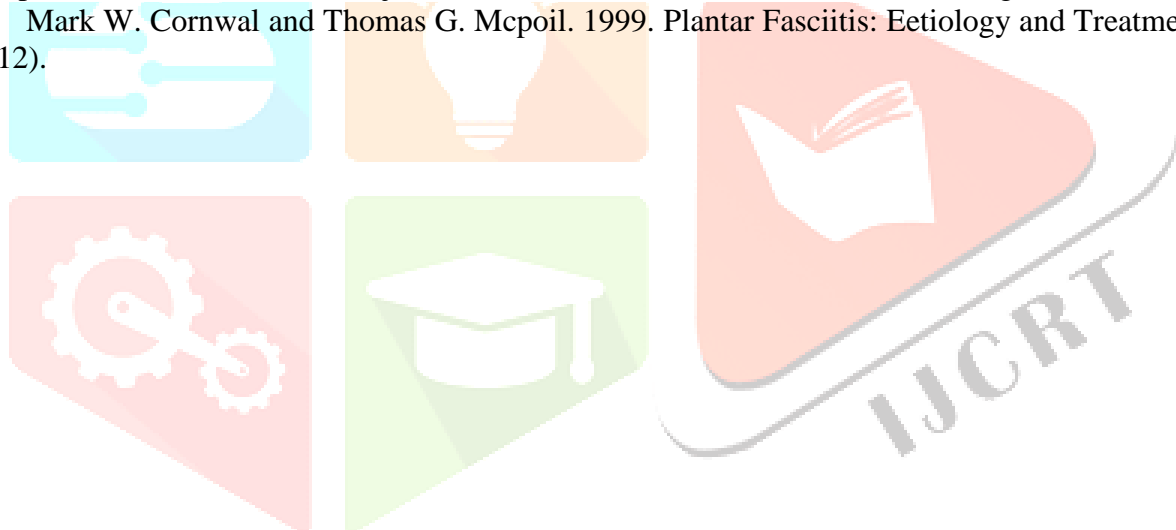 Mark W. Cornwal and Thomas G. Mcpoil. 1999. Plantar Fasciitis: Eetiology and Treatme
12).
IJCRT